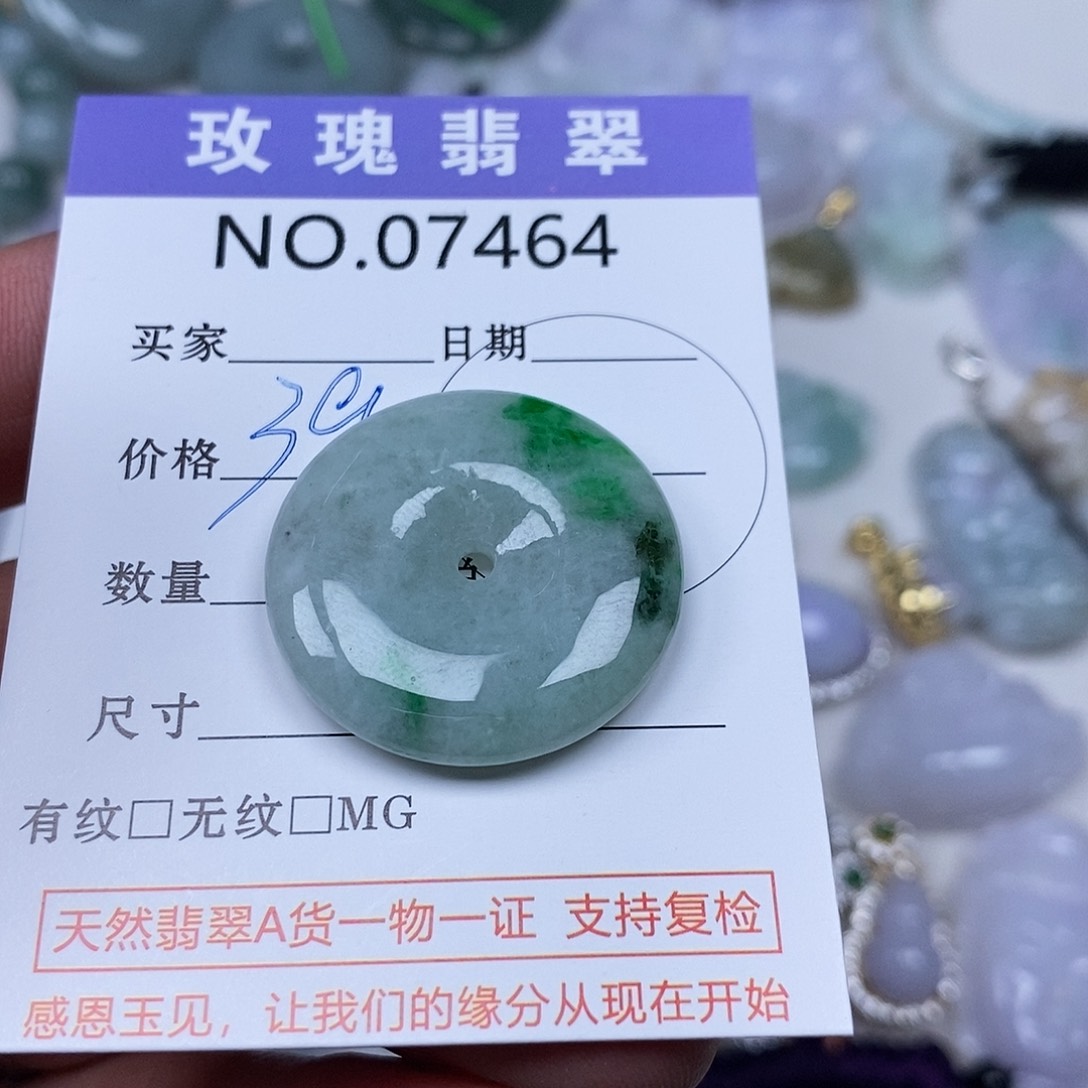 玫瑰翡翠
NO.07464
买家 日期
价格
数量
尺寸
有纹□无纹□MG
天然翡翠A货一物一证 支持复检
感恩玉见，让我们的缘分从现在开始